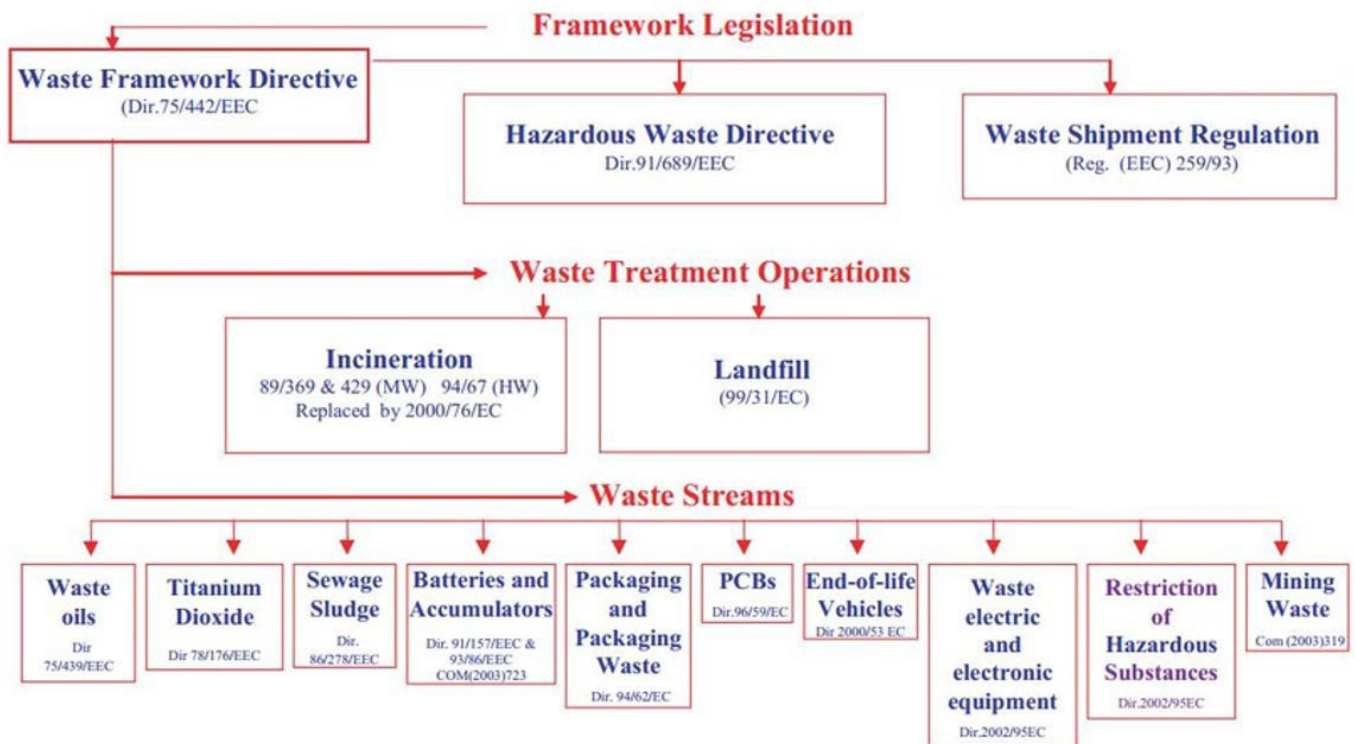 Framework Legislation
Waste Framework Directive
(Dir.75/442/EEC
Hazardous Waste Directive
Dir.91/689/EEC
Waste Shipment Regulation
(Reg. (EEC) 259/93)
Waste Treatment Operations
Incineration
89/369 & 429 (MW) 94/67 (HW)
Replaced by 2000/76/EC
Landfill
(99/31/EC)
Waste Streams
Waste
oils
Dir
75/439/EEC
Titanium
Dioxide
Dir 78/176/EEC
Sewage
Sludge
Dir.
86/278/EEC
Batteries and
Accumulators
Dir. 91/157/EEC &
93/86/EEC
COM(2003)723
Packaging
and
Packaging
Waste
Dir. 94/62/EC
PCBs
Dir.96/59/EC
End-of-life
Vehicles
Dir 2000/53 EC
Waste
electric
and
electronic
equipment
Dir.2002/95EC
Restriction
of
Hazardous
Substances
Dir.2002/95EC
Mining
Waste
Com (2003)319